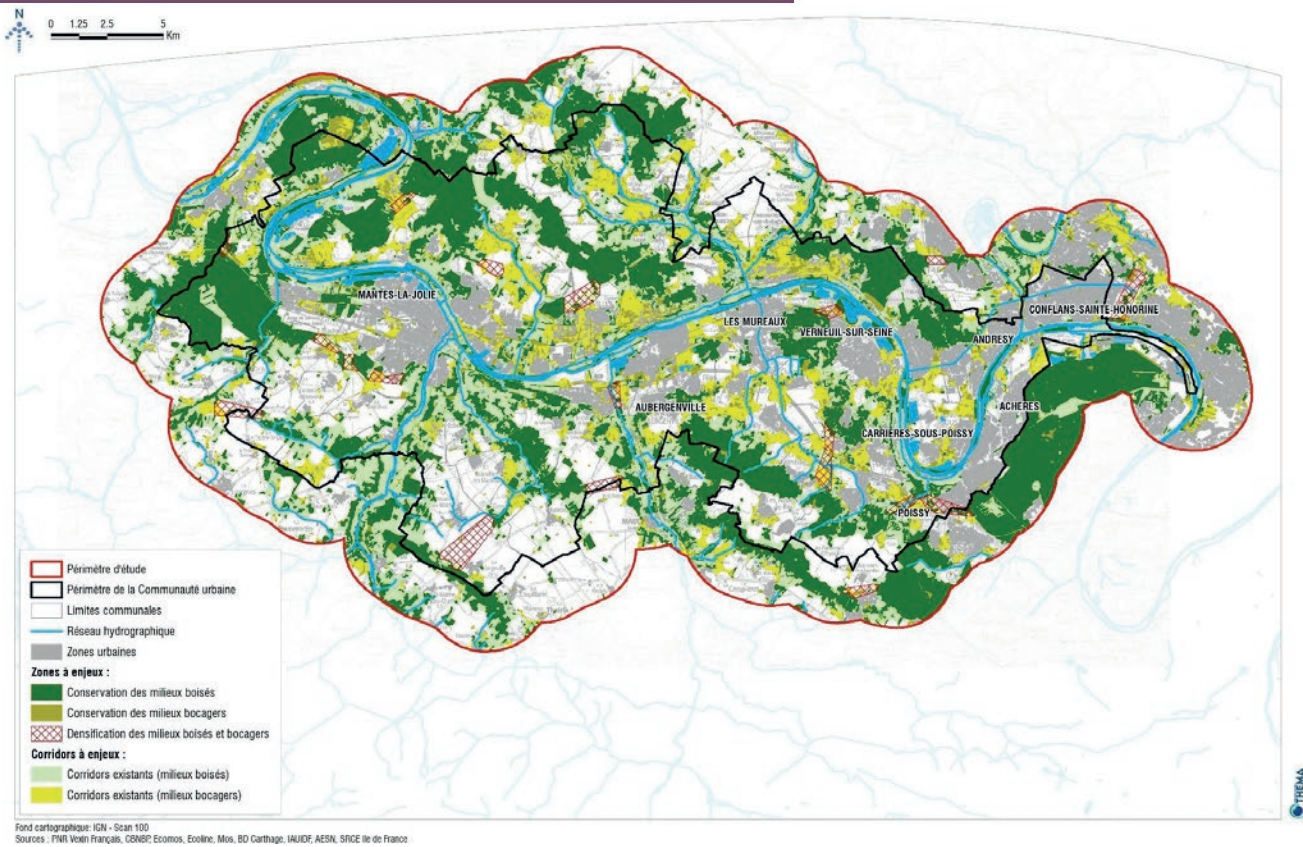 N
0 1.25 2.5 5
Km
MANTES-LA-JOLIE
LES MUREAUX
VERNEUIL-SUR-SEINE
CONFLANS-SAINTE-HONORINE
ANDRESY
AUBERGENVILLE
ACHERES
CARRIERES-SOUS-POISSY
POISSY
Périmètre d'étude
Périmètre de la Communauté urbaine
Limites communales
Réseau hydrographique
Zones urbaines
Zones à enjeux :
Conservation des milieux boisés
Conservation des milieux bocagers
Densification des milieux boisés et bocagers
Corridors à enjeux :
Corridors existants (milieux boisés)
Corridors existants (milieux bocagers)
THEMA
Fond cartographique: IGN - Scan 100
Sources : PNR Vexin Français, CBNBP, Ecomos, Ecoline, Mos, BD Carthage, IAUIDF, AESN, SRCE Ile de France